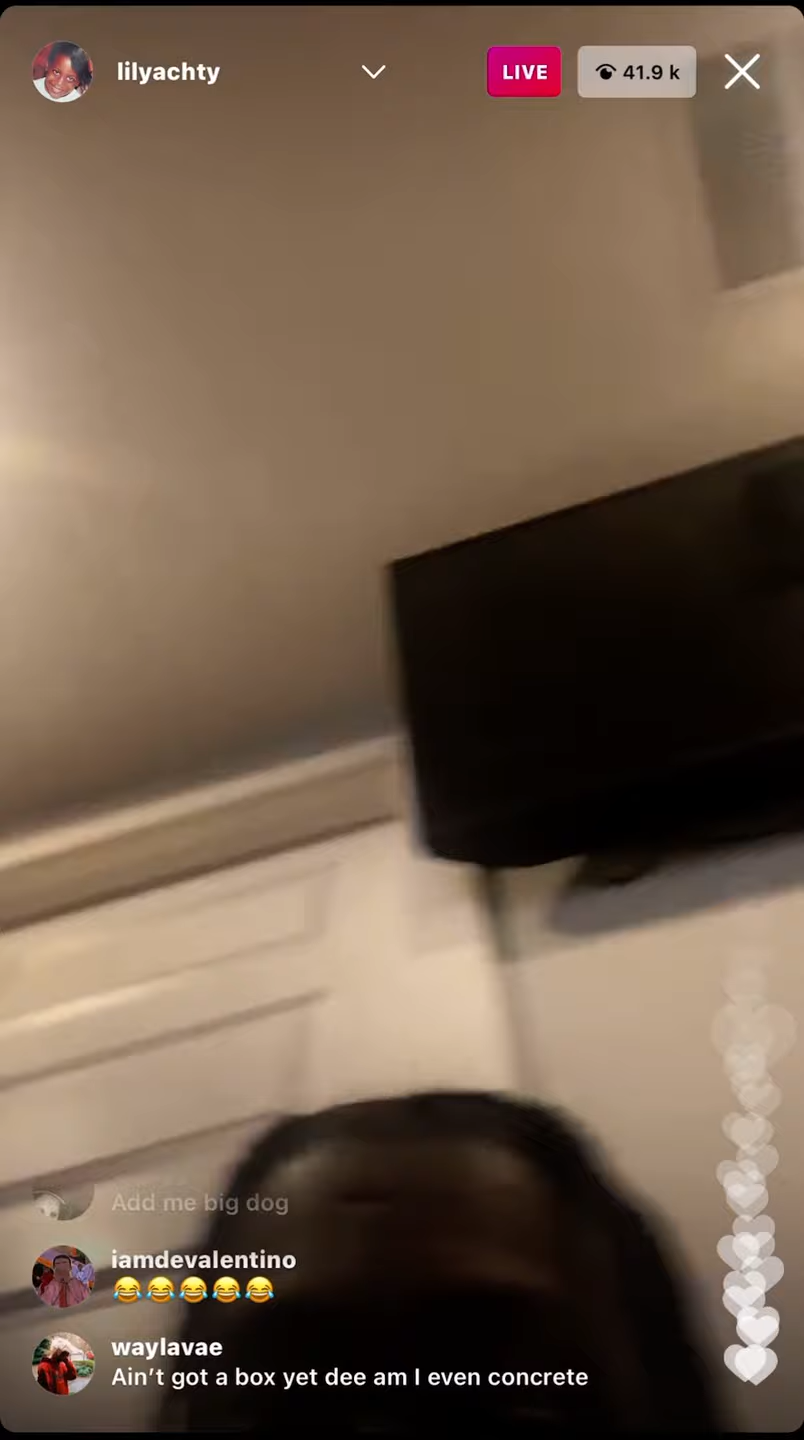 lilyachty
LIVE
41.9 k
Add me big dog
iamdevalentino
😂😂😂😂😂
waylavae
Ain’t got a box yet dee am I even concrete